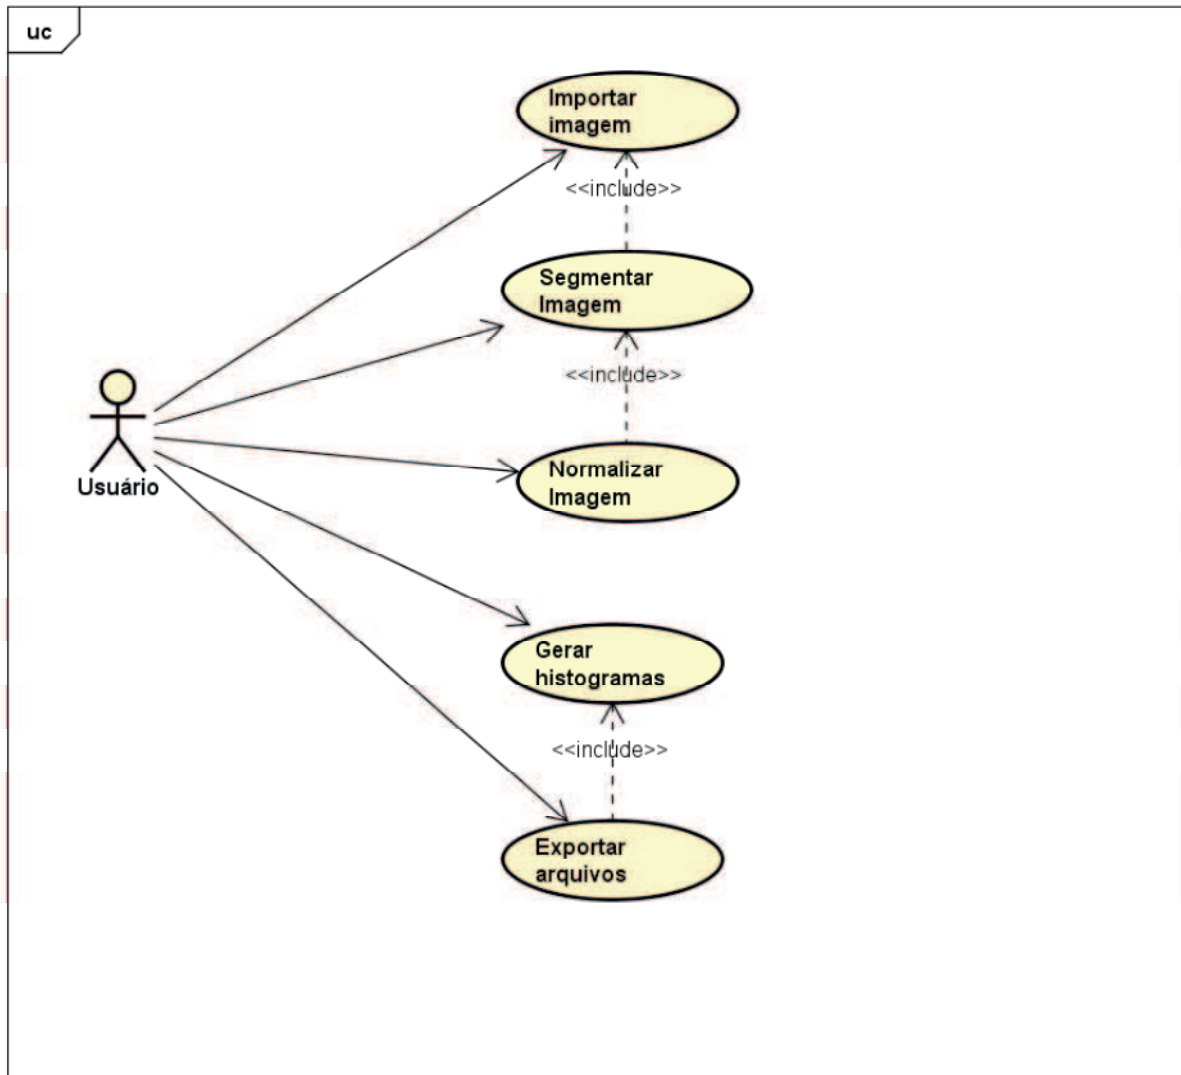 uc
Importar
imagem
<<include>>
Segmentar
Imagem
<<include>>
Usuário
Normalizar
Imagem
Gerar
histogramas
<<include>>
Exportar
arquivos